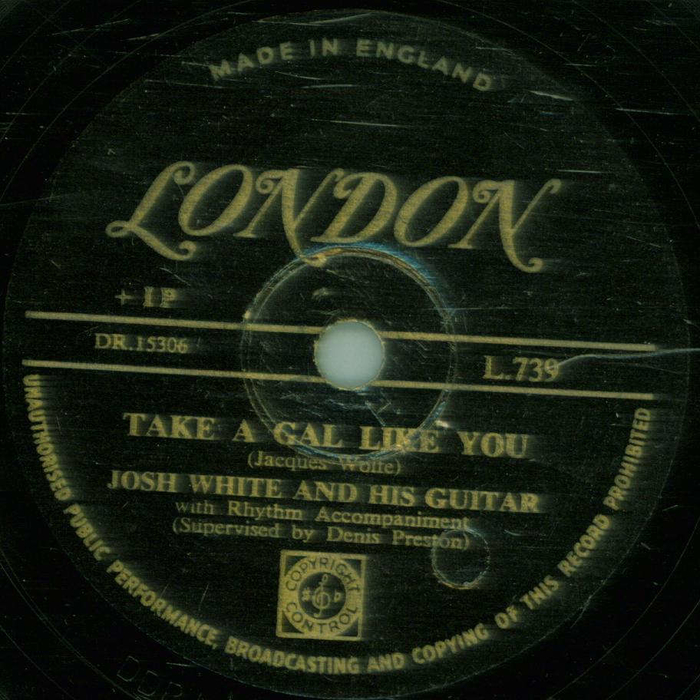 MADE IN ENGLAND
LONDON
DR.15306
L.739
TAKE A GAL LIKE YOU
(Jacques Wolfe)
JOSH WHITE AND HIS GUITAR
with Rhythm Accompaniment
(Supervised by Denis Preston)
COPYRIGHT
CONTROL
UNAUTHORISED PUBLIC PERFORMANCE, BROADCASTING AND COPYING OF THIS RECORD PROHIBITED